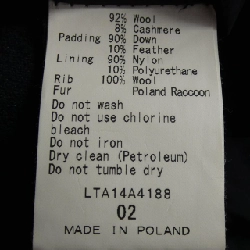 92% Wool
8% Cashmere
Padding 90% Down
10% Feather
Lining 90% Nylon
10% Polyurethane
Rib 100% Wool
Fur Poland Raccoon
Do not wash
Do not use chlorine
bleach
Do not iron
Dry clean (Petroleum)
Do not tumble dry
LTA14A4188
02
MADE IN POLAND